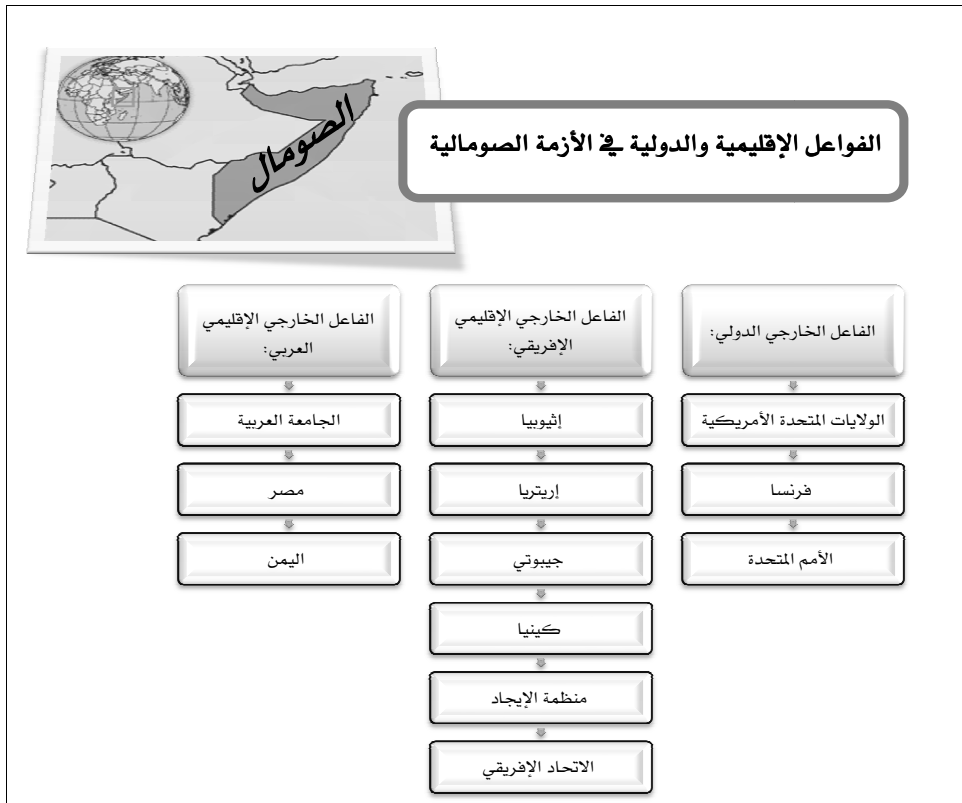 الفواعل الإقليمية والدولية في الأزمة الصومالية
الصومال
الفاعل الخارجي الدولي:
الولايات المتحدة الأمريكية
فرنسا
الأمم المتحدة
الفاعل الخارجي الإقليمي
الإفريقي:
إثيوبيا
إريتريا
جيبوتي
كينيا
منظمة الإيجاد
الاتحاد الإفريقي
الفاعل الخارجي الإقليمي
العربي:
الجامعة العربية
مصر
اليمن